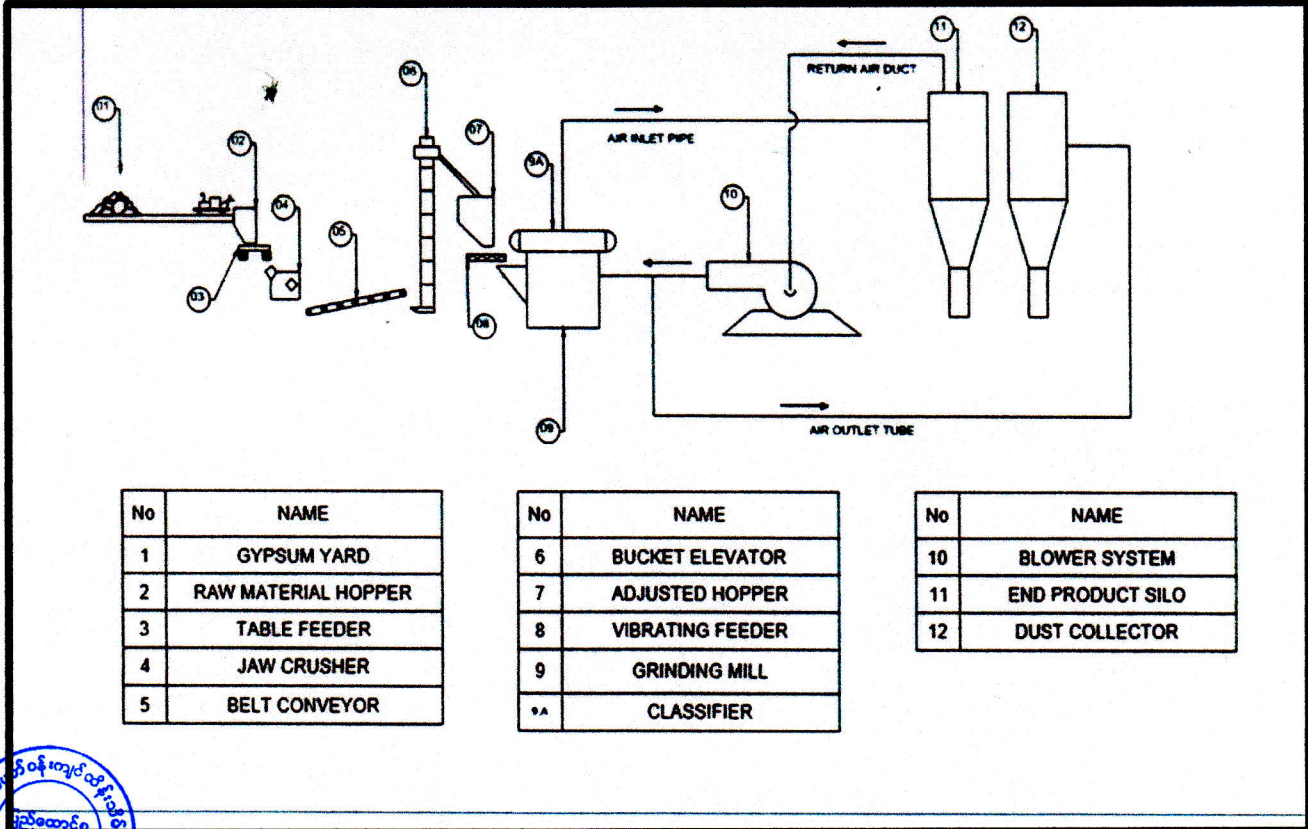 01
02
03
04
05
06
07
08
9A
09
10
11
12
RETURN AIR DUCT
AIR INLET PIPE
AIR OUTLET TUBE
No NAME
1 GYPSUM YARD
2 RAW MATERIAL HOPPER
3 TABLE FEEDER
4 JAW CRUSHER
5 BELT CONVEYOR
No NAME
6 BUCKET ELEVATOR
7 ADJUSTED HOPPER
8 VIBRATING FEEDER
9 GRINDING MILL
9.A CLASSIFIER
No NAME
10 BLOWER SYSTEM
11 END PRODUCT SILO
12 DUST COLLECTOR